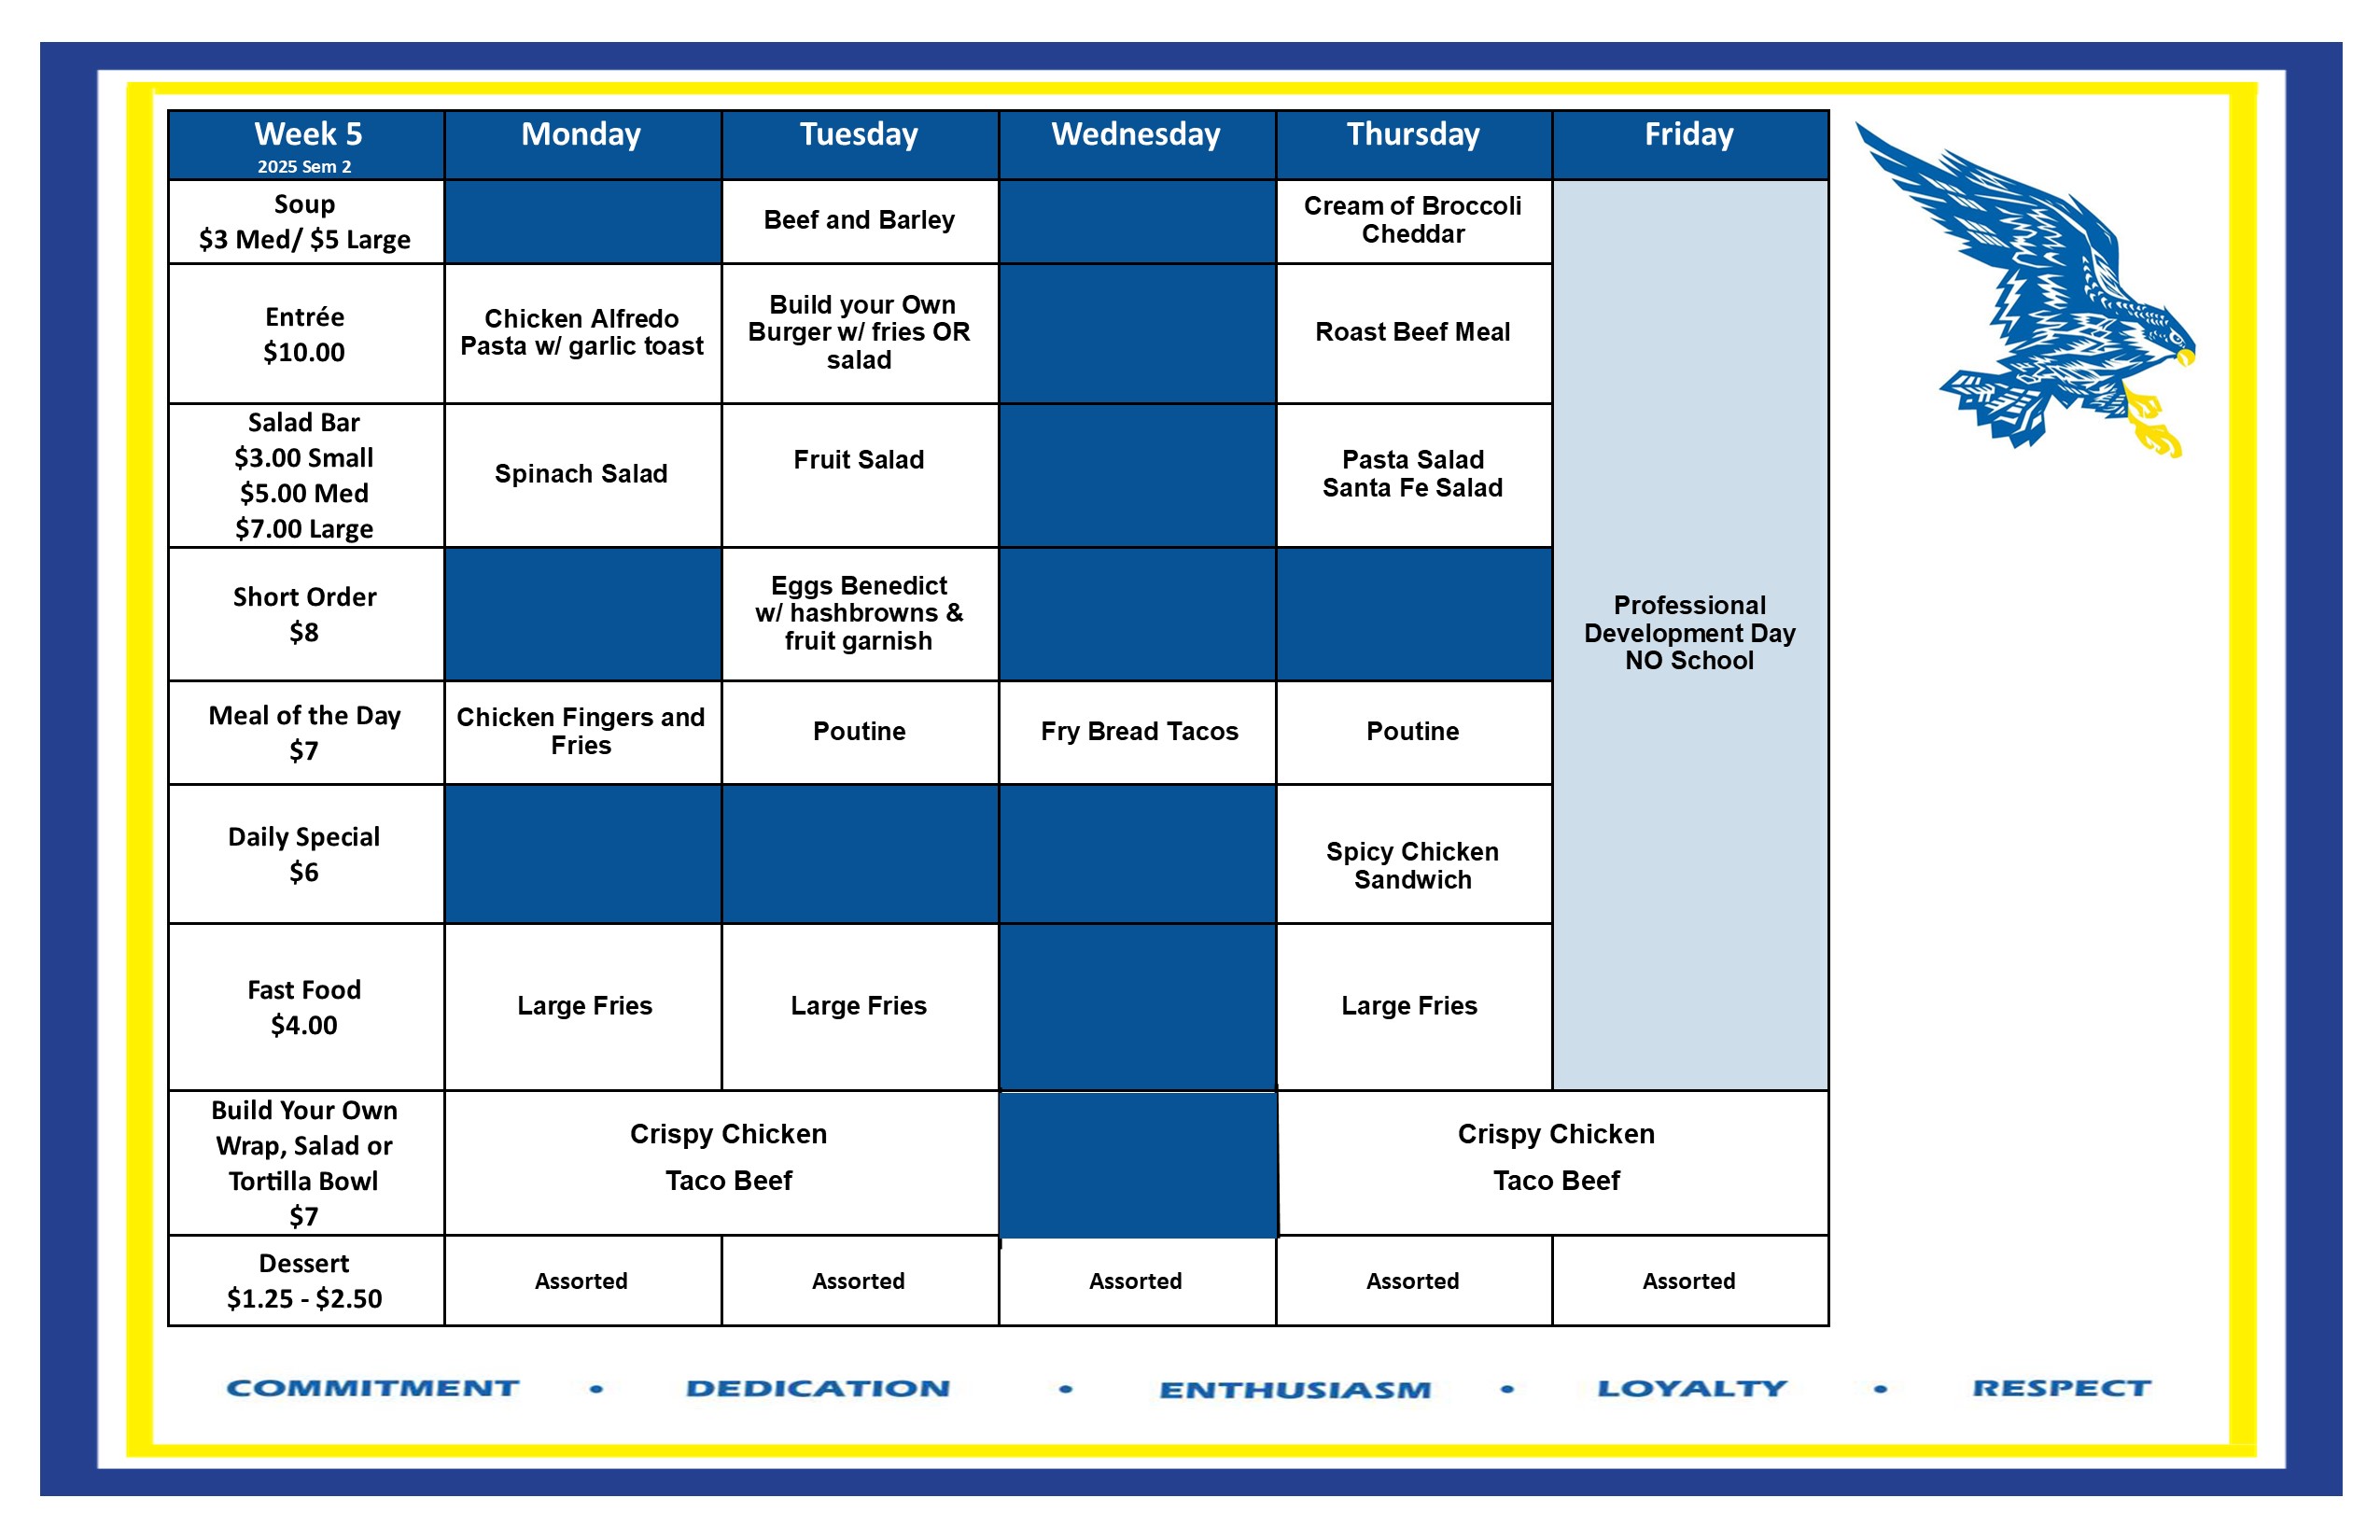 Week 5
2025 Sem 2
Monday
Tuesday
Wednesday
Thursday
Friday
Soup
$3 Med/ $5 Large
Beef and Barley
Cream of Broccoli
Cheddar
Entrée
$10.00
Chicken Alfredo
Pasta w/ garlic toast
Build your Own
Burger w/ fries OR
salad
Roast Beef Meal
Salad Bar
$3.00 Small
$5.00 Med
$7.00 Large
Spinach Salad
Fruit Salad
Pasta Salad
Santa Fe Salad
Short Order
$8
Eggs Benedict
w/ hashbrowns &
fruit garnish
Professional
Development Day
NO School
Meal of the Day
$7
Chicken Fingers and
Fries
Poutine
Fry Bread Tacos
Poutine
Daily Special
$6
Spicy Chicken
Sandwich
Fast Food
$4.00
Large Fries
Large Fries
Large Fries
Build Your Own
Wrap, Salad or
Tortilla Bowl
$7
Crispy Chicken
Taco Beef
Crispy Chicken
Taco Beef
Dessert
$1.25 - $2.50
Assorted
Assorted
Assorted
Assorted
Assorted
COMMITMENT • DEDICATION • ENTHUSIASM • LOYALTY • RESPECT